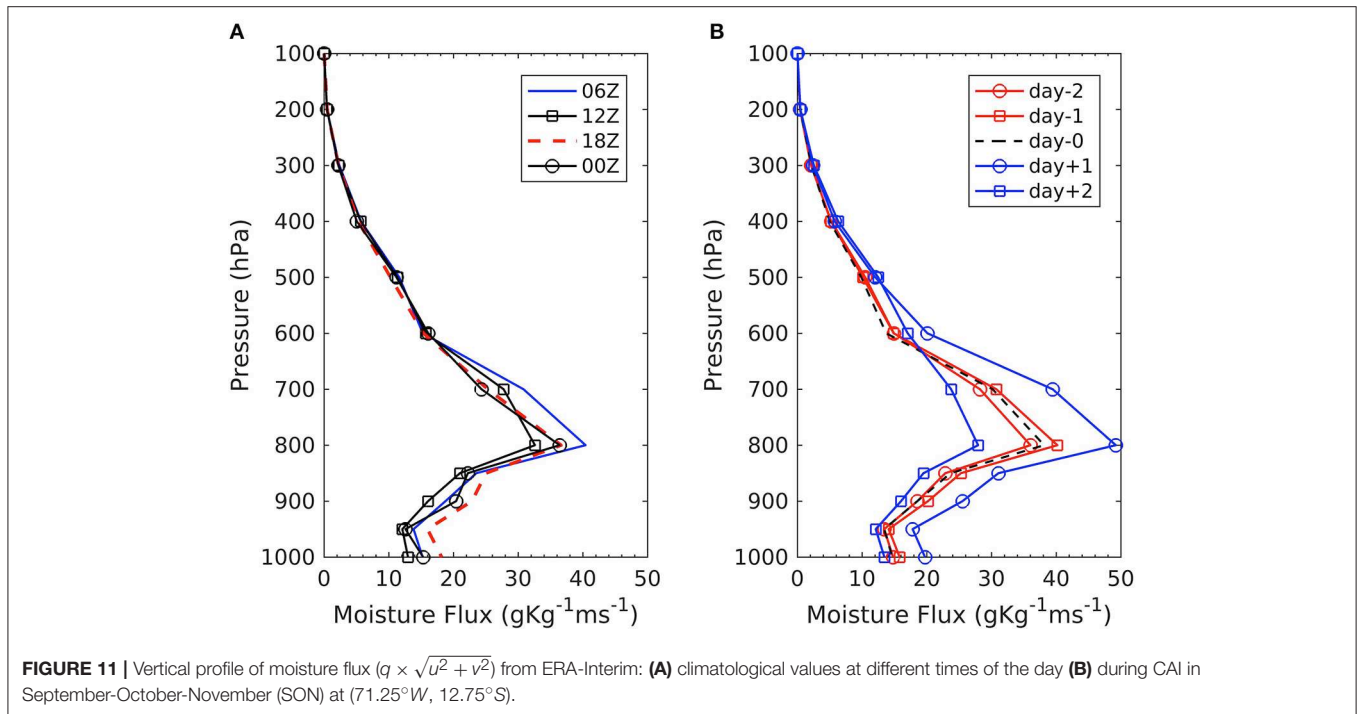 A
100
200
300
400
500
600
700
800
900
1000
Pressure (hPa)
0 10 20 30 40 50
Moisture Flux (gKg⁻¹ms⁻¹)
06Z
12Z
18Z
00Z
B
100
200
300
400
500
600
700
800
900
1000
Pressure (hPa)
0 10 20 30 40 50
Moisture Flux (gKg⁻¹ms⁻¹)
day-2
day-1
day-0
day+1
day+2
FIGURE 11 | Vertical profile of moisture flux (q × √u² + v²) from ERA-Interim: (A) climatological values at different times of the day (B) during CAI in
September-October-November (SON) at (71.25°W, 12.75°S).